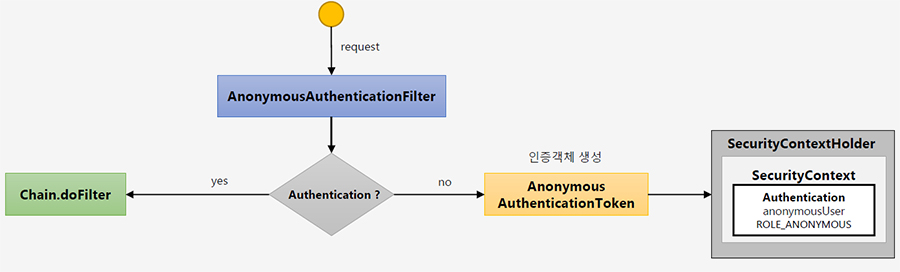 request
AnonymousAuthenticationFilter
Chain.doFilter
yes
Authentication ?
no
인증객체 생성
Anonymous
AuthenticationToken
SecurityContextHolder
SecurityContext
Authentication
anonymousUser
ROLE_ANONYMOUS